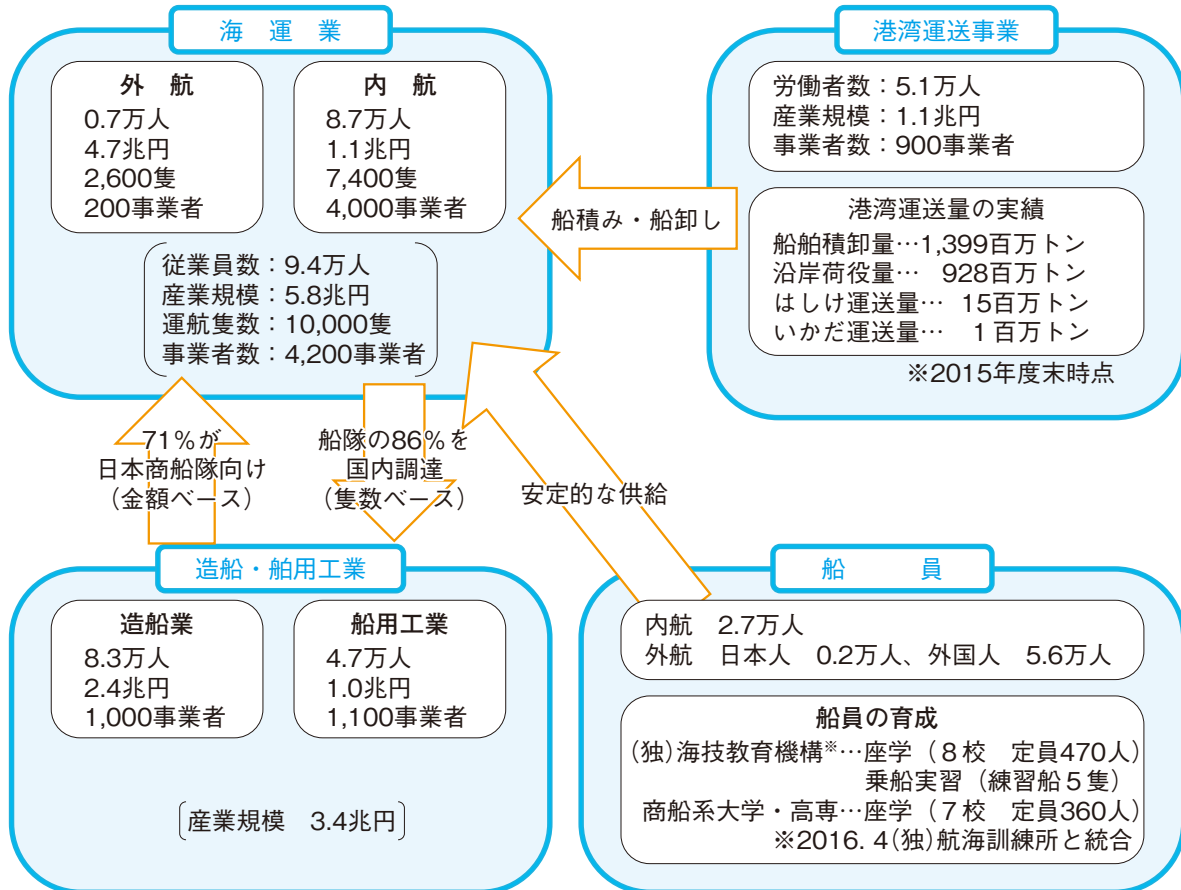 海　運　業
外　航
0.7万人
4.7兆円
2,600隻
200事業者
内　航
8.7万人
1.1兆円
7,400隻
4,000事業者
従業員数：9.4万人
産業規模：5.8兆円
運航隻数：10,000隻
事業者数：4,200事業者
港湾運送事業
労働者数：5.1万人
産業規模：1.1兆円
事業者数：900事業者
港湾運送量の実績
船舶積卸量…1,399百万トン
沿岸荷役量…　928百万トン
はしけ運送量…　15百万トン
いかだ運送量…　1百万トン
※2015年度末時点
船積み・船卸し
71％が
日本商船隊向け
（金額ベース）
船隊の86％を
国内調達
（隻数ベース）
安定的な供給
造船・舶用工業
造船業
8.3万人
2.4兆円
1,000事業者
舶用工業
4.7万人
1.0兆円
1,100事業者
産業規模　3.4兆円
船　　員
内航　2.7万人
外航　日本人　0.2万人、外国人　5.6万人
船員の育成
(独)海技教育機構※…座学（8校　定員470人）
乗船実習（練習船5隻）
商船系大学・高専…座学（7校　定員360人）
※2016. 4(独)航海訓練所と統合